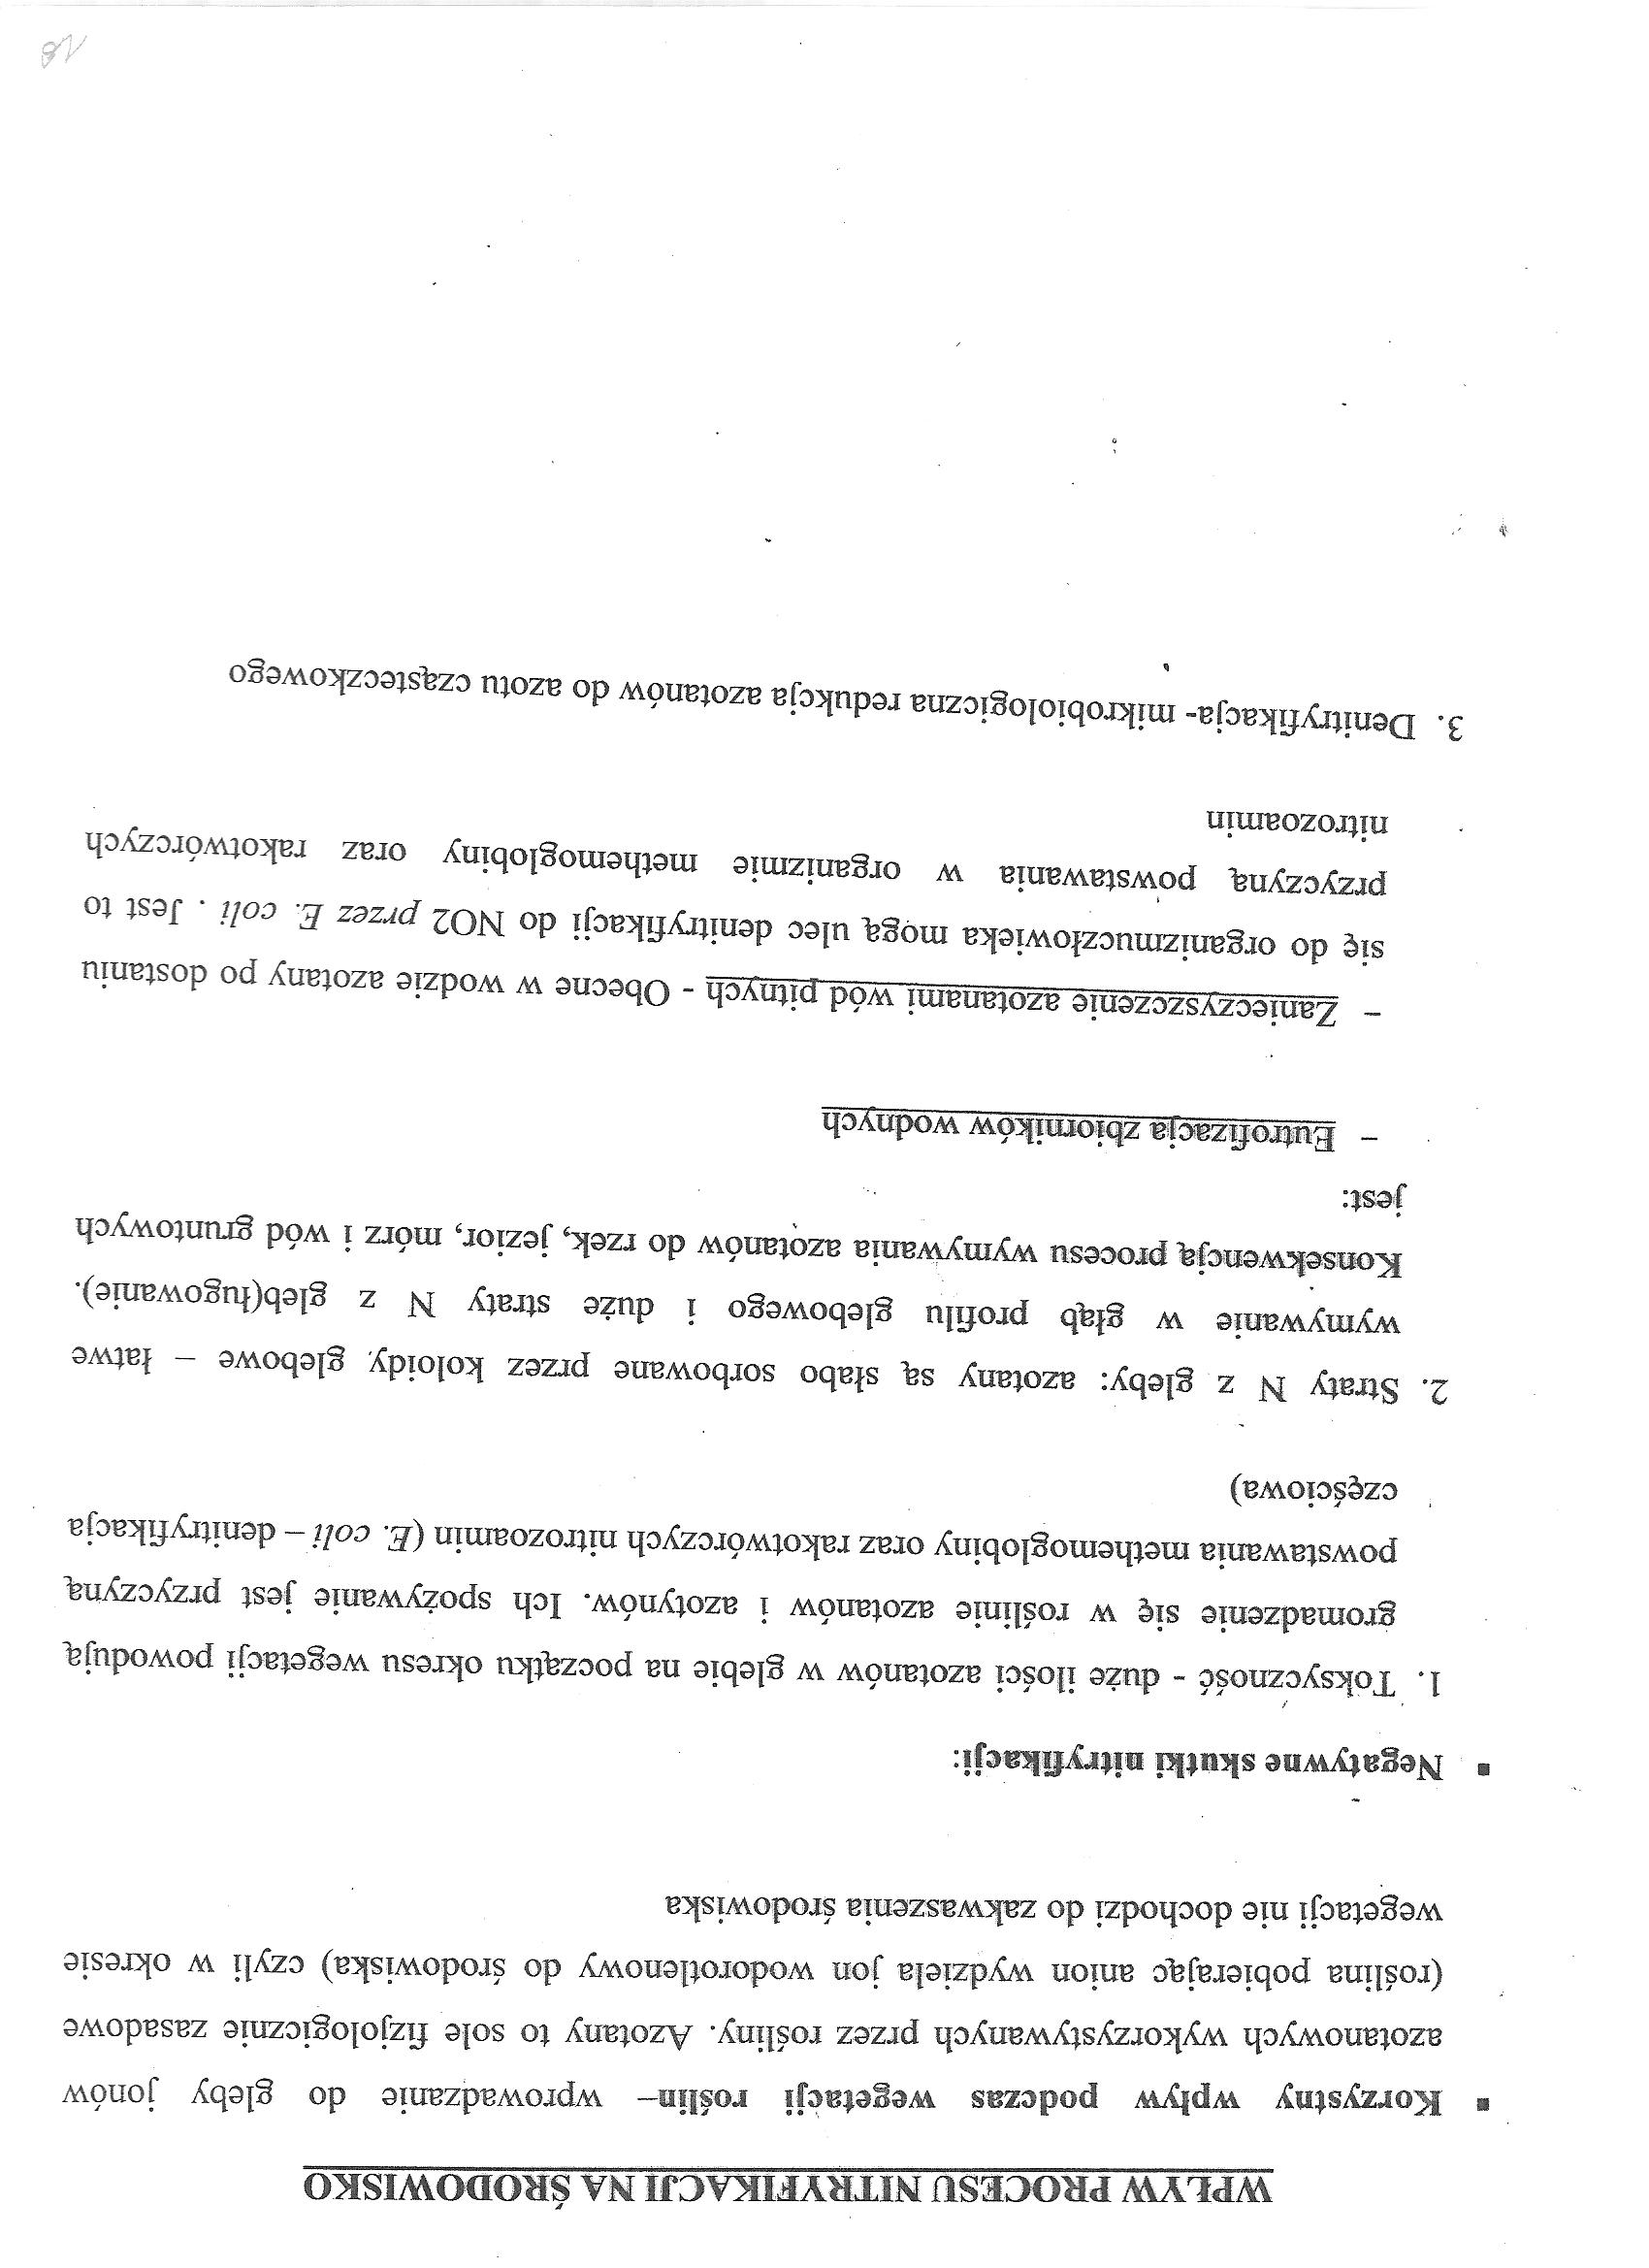 WPŁYW PROCESU NITRYFIKACJI NA ŚRODOWISKO
▪ Korzystny wpływ podczas wegetacji roślin– wprowadzanie do gleby jonów
azotanowych wykorzystywanych przez rośliny. Azotany to sole fizjologicznie zasadowe
(roślina pobierając anion wydziela jon wodorotlenowy do środowiska) czyli w okresie
wegetacji nie dochodzi do zakwaszenia środowiska
▪ Negatywne skutki nitryfikacji:
1. Toksyczność - duże ilości azotanów w glebie na początku okresu wegetacji powodują
gromadzenie się w roślinie azotanów i azotynów. Ich spożywanie jest przyczyną
powstawania methemoglobiny oraz rakotwórczych nitrozoamin (E. coli – denitryfikacja
częściowa)
2. Straty N z gleby: azotany są słabo sorbowane przez koloidy glebowe – łatwe
wymywanie w głąb profilu glebowego i duże straty N z gleb(ługowanie).
Konsekwencją procesu wymywania azotanów do rzek, jezior, mórz i wód gruntowych
jest:
– Eutrofizacja zbiorników wodnych
– Zanieczyszczenie azotanami wód pitnych - Obecne w wodzie azotany po dostaniu
się do organizmuczłowieka mogą ulec denitryfikacji do NO2 przez E. coli . Jest to
przyczyną powstawania w organizmie methemoglobiny oraz rakotwórczych
nitrozoamin
3. Denitryfikacja- mikrobiologiczna redukcja azotanów do azotu cząsteczkowego
18